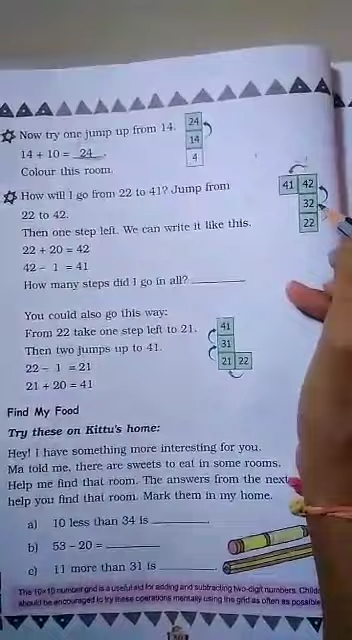 Now try one jump up from 14.
14 + 10 = 24.
Colour this room.
24
14
4
How will I go from 22 to 41? Jump from
22 to 42.
Then one step left. We can write it like this.
22 + 20 = 42
42 – 1 = 41
How many steps did I go in all? ________
41 42
32
22
You could also go this way:
From 22 take one step left to 21.
Then two jumps up to 41.
22 – 1 = 21
21 + 20 = 41
41
31
21 22
Find My Food
Try these on Kittu's home:
Hey! I have something more interesting for you.
Ma told me, there are sweets to eat in some rooms.
Help me find that room. The answers from the next
help you find that room. Mark them in my home.
a) 10 less than 34 is ________
b) 53 – 20 = ________
c) 11 more than 31 is ________
The 10×10 number grid is a useful aid for adding and subtracting two-digit numbers.
should be encouraged to try these operations mentally using the grid as often as possible